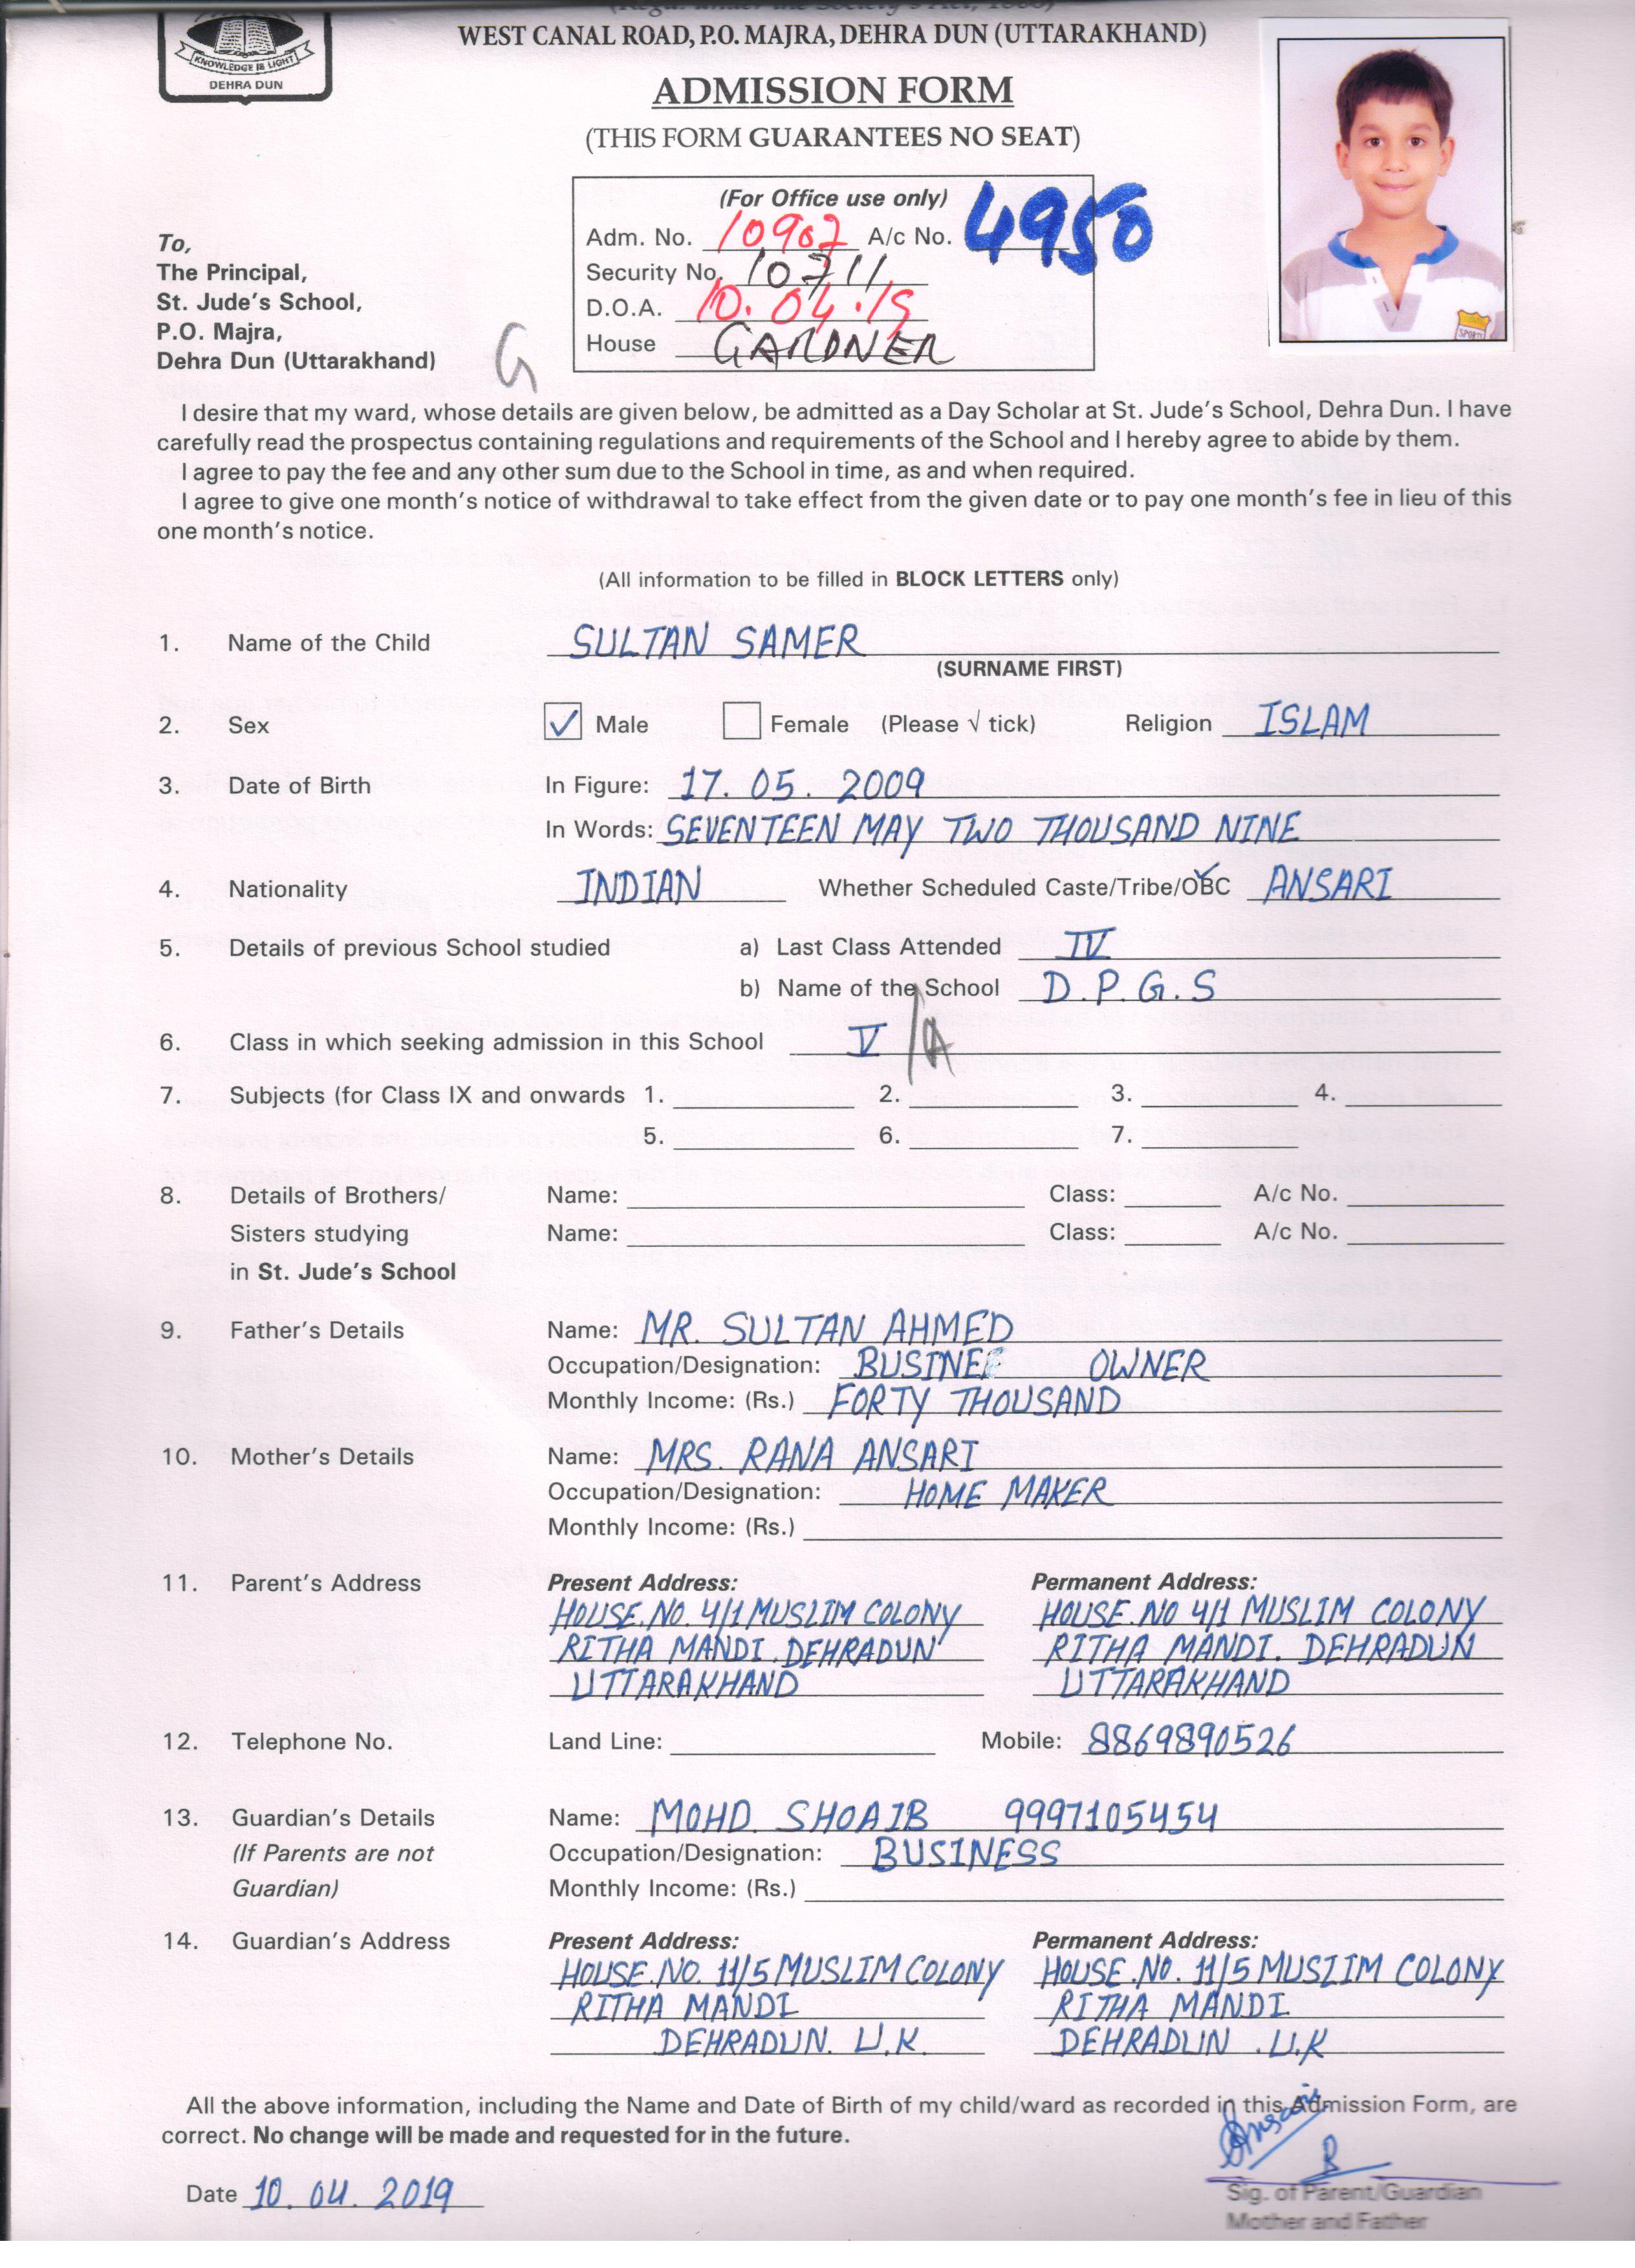 (Regd. under the Society's Act, 1860)
WEST CANAL ROAD, P.O. MAJRA, DEHRA DUN (UTTARAKHAND)
KNOWLEDGE IS LIGHT
DEHRA DUN
ADMISSION FORM
(THIS FORM GUARANTEES NO SEAT)
(For Office use only)
Adm. No. 10907 A/c No. 4950
Security No. 10711
D.O.A. 10.04.19
House GARDNER
To,
The Principal,
St. Jude's School,
P.O. Majra,
Dehra Dun (Uttarakhand)
G
SPORTS
I desire that my ward, whose details are given below, be admitted as a Day Scholar at St. Jude's School, Dehra Dun. I have
carefully read the prospectus containing regulations and requirements of the School and I hereby agree to abide by them.
I agree to pay the fee and any other sum due to the School in time, as and when required.
I agree to give one month's notice of withdrawal to take effect from the given date or to pay one month's fee in lieu of this
one month's notice.
(All information to be filled in BLOCK LETTERS only)
1. Name of the Child SULTAN SAMER
(SURNAME FIRST)
2. Sex ✓ Male Female (Please √ tick) Religion ISLAM
3. Date of Birth In Figure: 17. 05. 2009
In Words: SEVENTEEN MAY TWO THOUSAND NINE
4. Nationality INDIAN Whether Scheduled Caste/Tribe/OBC ANSARI
5. Details of previous School studied a) Last Class Attended IV
b) Name of the School D.P.G.S
6. Class in which seeking admission in this School V /A
7. Subjects (for Class IX and onwards 1. 2. 3. 4.
5. 6. 7.
8. Details of Brothers/ Name: Class: A/c No.
Sisters studying Name: Class: A/c No.
in St. Jude's School
9. Father's Details Name: MR. SULTAN AHMED
Occupation/Designation: BUSINE OWNER
Monthly Income: (Rs.) FORTY THOUSAND
10. Mother's Details Name: MRS. RANA ANSARI
Occupation/Designation: HOME MAKER
Monthly Income: (Rs.)
11. Parent's Address Present Address: Permanent Address:
HOUSE.NO. 4/1 MUSLIM COLONY HOUSE.NO 4/1 MUSLIM COLONY
RITHA MANDI. DEHRADUN RITHA MANDI. DEHRADUN
UTTARAKHAND UTTARAKHAND
12. Telephone No. Land Line: Mobile: 8869890526
13. Guardian's Details Name: MOHD SHOAIB 9997105454
(If Parents are not Occupation/Designation: BUSINESS
Guardian) Monthly Income: (Rs.)
14. Guardian's Address Present Address: Permanent Address:
HOUSE.NO. 11/5 MUSLIM COLONY HOUSE.NO. 11/5 MUSLIM COLONY
RITHA MANDI RITHA MANDI
DEHRADUN. U.K. DEHRADUN .U.K
All the above information, including the Name and Date of Birth of my child/ward as recorded in this Admission Form, are
correct. No change will be made and requested for in the future.
Ansari
Date 10. 04. 2019
Sig. of Parent/Guardian
Mother and Father